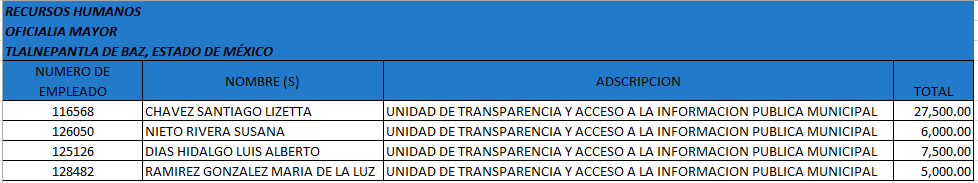 RECURSOS HUMANOS
OFICIALIA MAYOR
TLALNEPANTLA DE BAZ, ESTADO DE MÉXICO
NUMERO DE EMPLEADO NOMBRE (S) ADSCRIPCION TOTAL
116568 CHAVEZ SANTIAGO LIZETTA UNIDAD DE TRANSPARENCIA Y ACCESO A LA INFORMACION PUBLICA MUNICIPAL 27,500.00
126050 NIETO RIVERA SUSANA UNIDAD DE TRANSPARENCIA Y ACCESO A LA INFORMACION PUBLICA MUNICIPAL 6,000.00
125126 DIAS HIDALGO LUIS ALBERTO UNIDAD DE TRANSPARENCIA Y ACCESO A LA INFORMACION PUBLICA MUNICIPAL 7,500.00
128482 RAMIREZ GONZALEZ MARIA DE LA LUZ UNIDAD DE TRANSPARENCIA Y ACCESO A LA INFORMACION PUBLICA MUNICIPAL 5,000.00